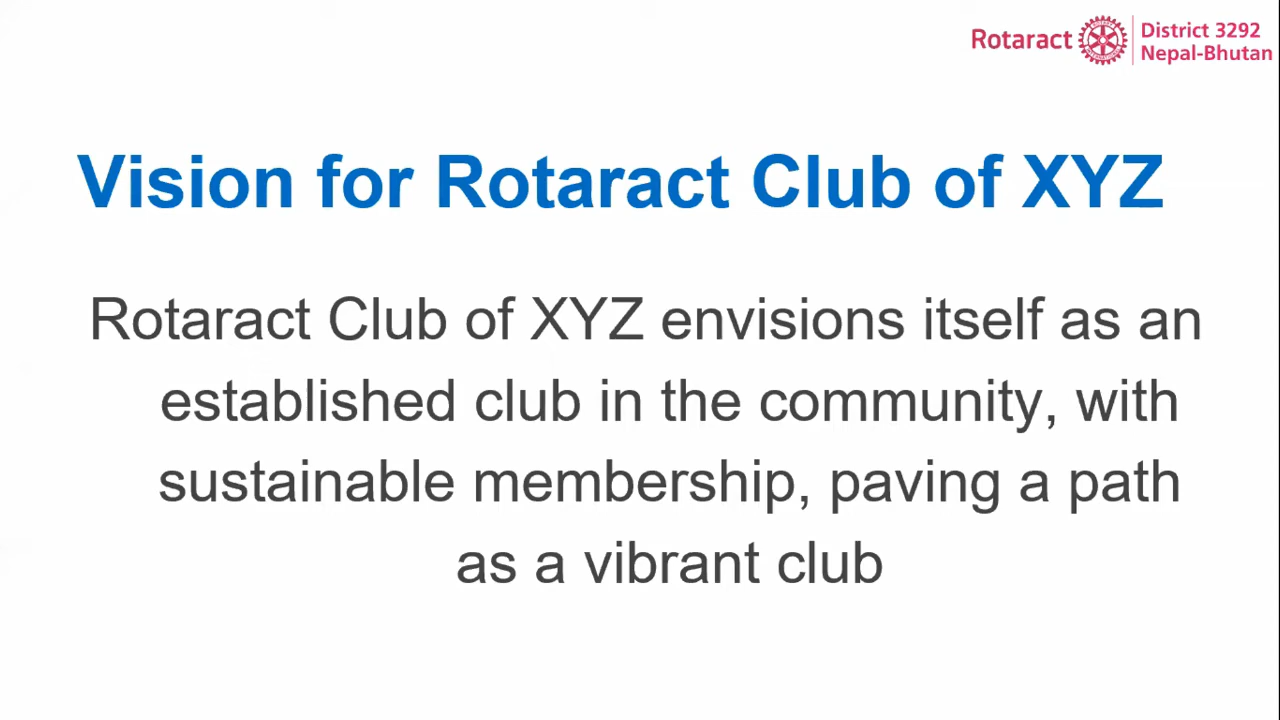 Rotaract
District 3292
Nepal-Bhutan
Vision for Rotaract Club of XYZ
Rotaract Club of XYZ envisions itself as an
established club in the community, with
sustainable membership, paving a path
as a vibrant club